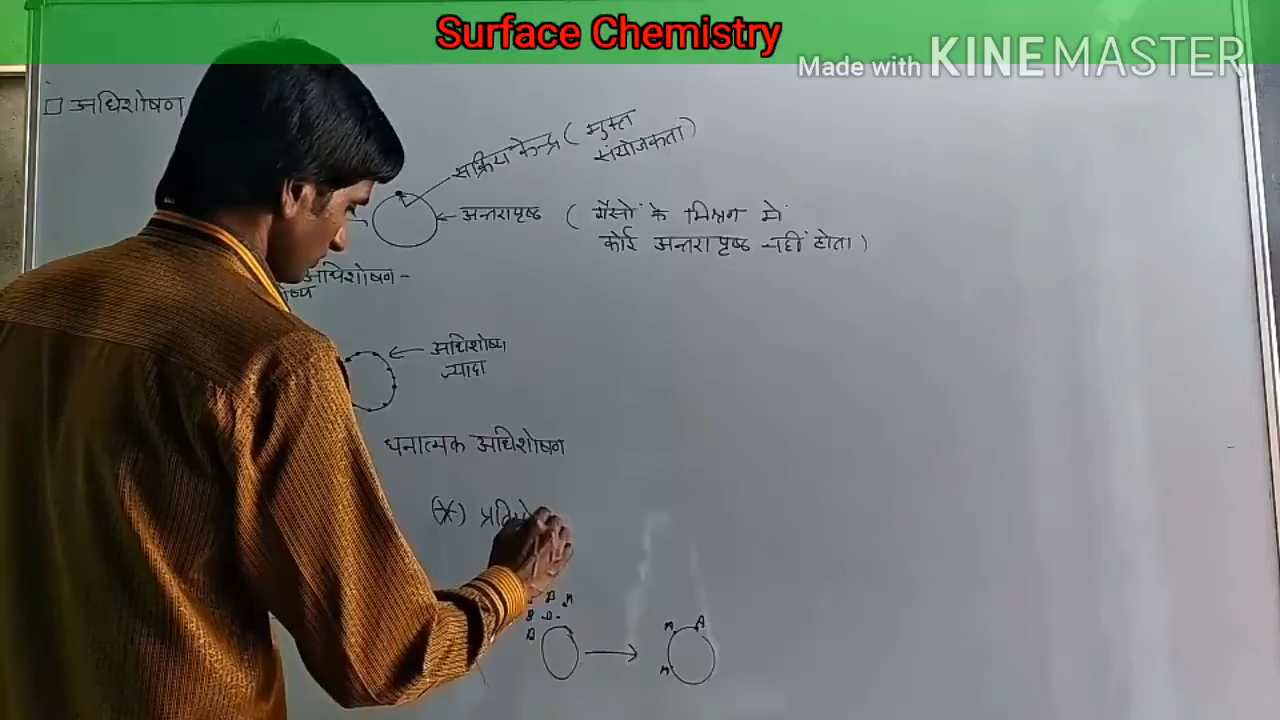 Surface Chemistry
Made with KINEMASTER
□ अधिशोषण
सक्रिय केन्द्र ( मुक्त
संयोजकता)
अन्तरापृष्ठ ( गैसों के मिश्रण में
कोई अन्तरापृष्ठ नहीं होता )
अधिशोषण -
अधिशोष्य
ज्यादा
धनात्मक अधिशोषण
(*)
B A
B B
B
A A
A